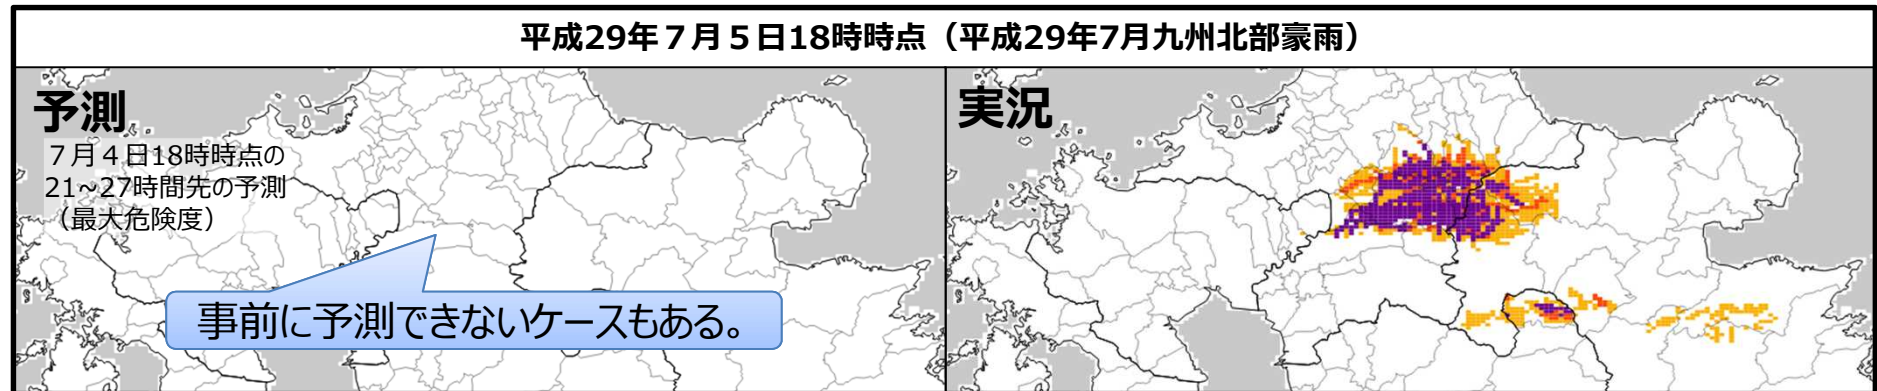 平成29年７月５日18時時点（平成29年7月九州北部豪雨）
予測
７月４日18時時点の
21~27時間先の予測
（最大危険度）
事前に予測できないケースもある。
実況